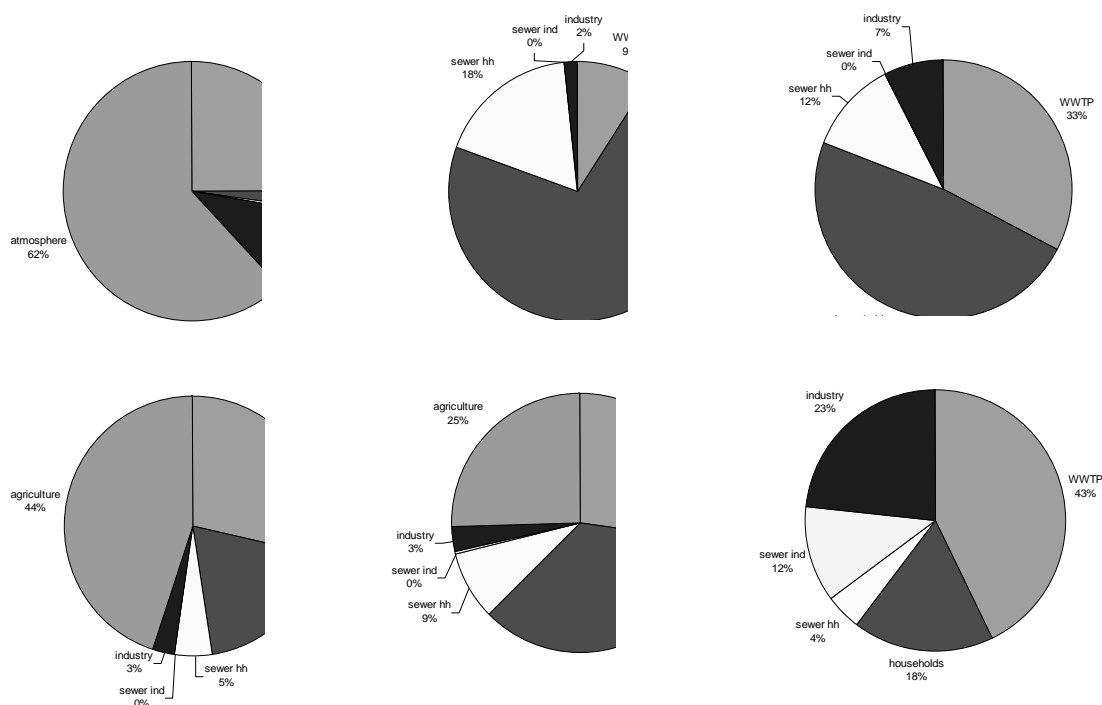 atmosphere
62%
sewer ind
0%
industry
2%
sewer hh
18%
industry
7%
sewer ind
0%
sewer hh
12%
WWTP
33%
agriculture
44%
industry
3%
sewer ind
0%
sewer hh
5%
agriculture
25%
industry
3%
sewer ind
0%
sewer hh
9%
industry
23%
WWTP
43%
sewer ind
12%
sewer hh
4%
households
18%